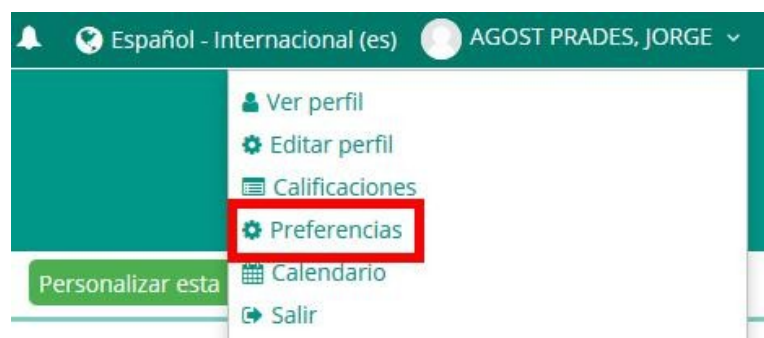 Español - Internacional (es) AGOST PRADES, JORGE
Ver perfil
Editar perfil
Calificaciones
Preferencias
Personalizar esta
Calendario
Salir